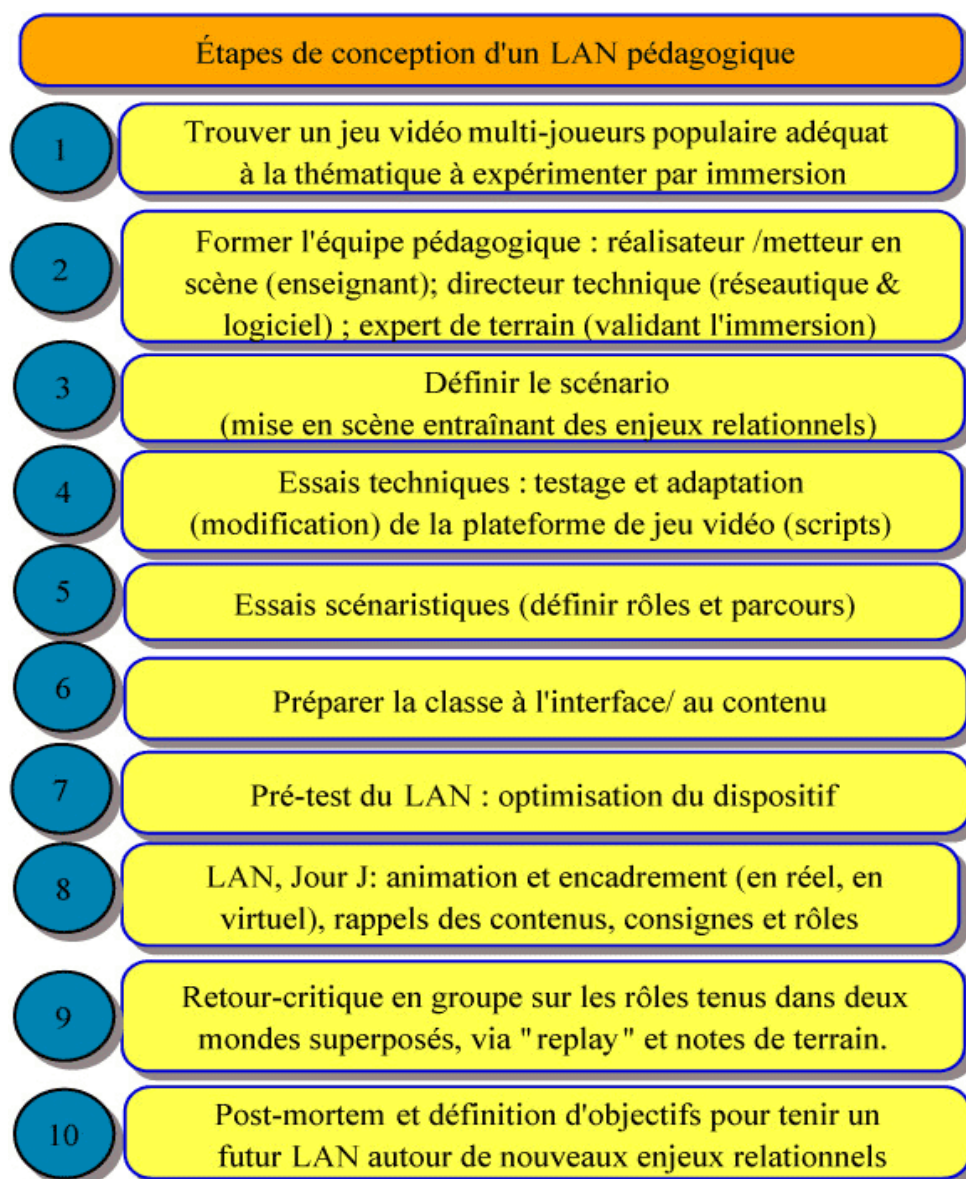 Étapes de conception d'un LAN pédagogique
1
Trouver un jeu vidéo multi-joueurs populaire adéquat
à la thématique à expérimenter par immersion
2
Former l'équipe pédagogique : réalisateur /metteur en
scène (enseignant); directeur technique (réseautique &
logiciel) ; expert de terrain (validant l'immersion)
3
Définir le scénario
(mise en scène entraînant des enjeux relationnels)
4
Essais techniques : testage et adaptation
(modification) de la plateforme de jeu vidéo (scripts)
5
Essais scénaristiques (définir rôles et parcours)
6
Préparer la classe à l'interface/ au contenu
7
Pré-test du LAN : optimisation du dispositif
8
LAN, Jour J: animation et encadrement (en réel, en
virtuel), rappels des contenus, consignes et rôles
9
Retour-critique en groupe sur les rôles tenus dans deux
mondes superposés, via "replay" et notes de terrain.
10
Post-mortem et définition d'objectifs pour tenir un
futur LAN autour de nouveaux enjeux relationnels